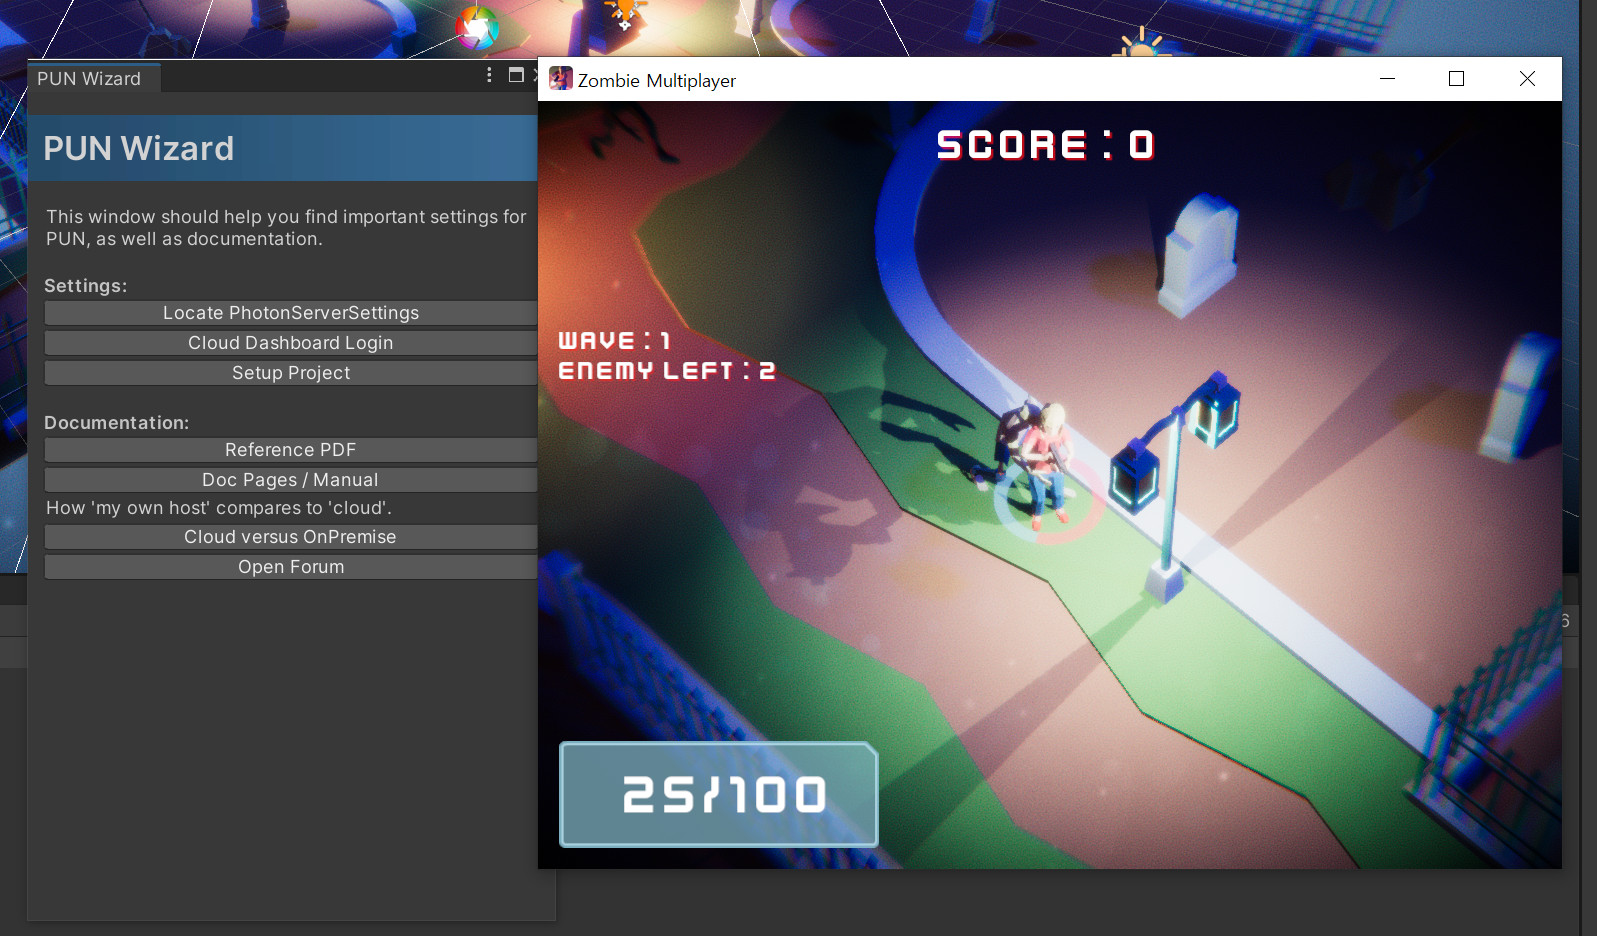 PUN Wizard
PUN Wizard
This window should help you find important settings for
PUN, as well as documentation.
Settings:
Locate PhotonServerSettings
Cloud Dashboard Login
Setup Project
Documentation:
Reference PDF
Doc Pages / Manual
How 'my own host' compares to 'cloud'.
Cloud versus OnPremise
Open Forum
Zombie Multiplayer
SCORE : 0
WAVE : 1
ENEMY LEFT : 2
25/100
6